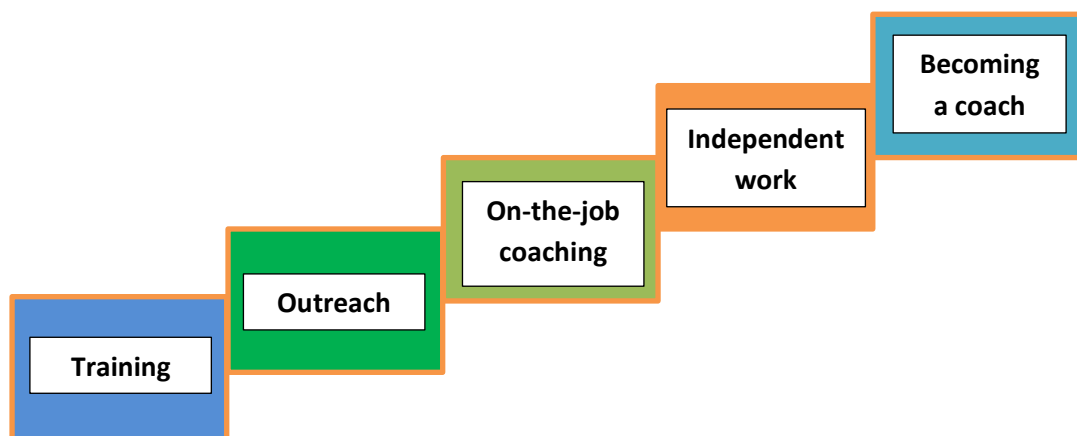 Becoming
a coach
Independent
work
On-the-job
coaching
Outreach
Training